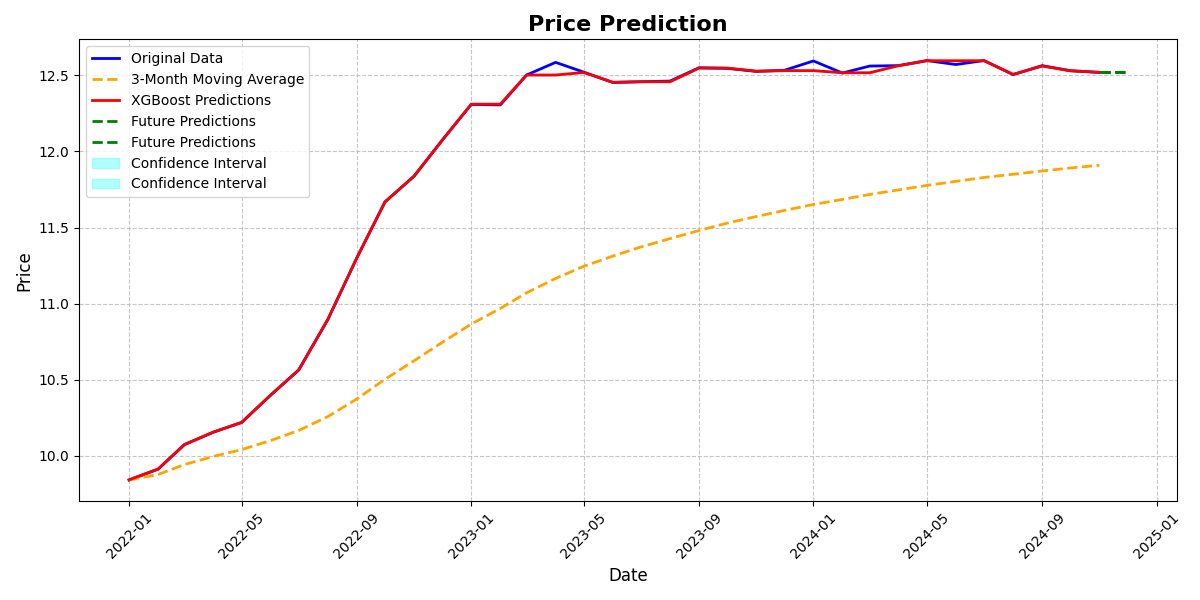 Price Prediction
Original Data
3-Month Moving Average
XGBoost Predictions
Future Predictions
Future Predictions
Confidence Interval
Confidence Interval
Price
12.5
12.0
11.5
11.0
10.5
10.0
2022-01
2022-05
2022-09
2023-01
2023-05
2023-09
2024-01
2024-05
2024-09
2025-01
Date